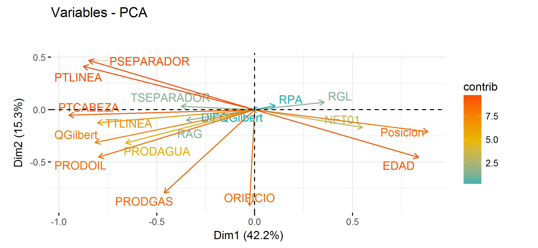 Variables - PCA
0.5
PSEPARADOR
PTLINEA
TSEPARADOR
RPA
RGL
PTCABEZA
0.0
DIFQGilbert
TTLINEA
NET01
Posicion
QGilbert
RAG
PRODAGUA
PRODOIL
EDAD
-0.5
PRODGAS
ORIFICIO
-1.0
-0.5
0.0
0.5
Dim1 (42.2%)
Dim2 (15.3%)
contrib
7.5
5.0
2.5